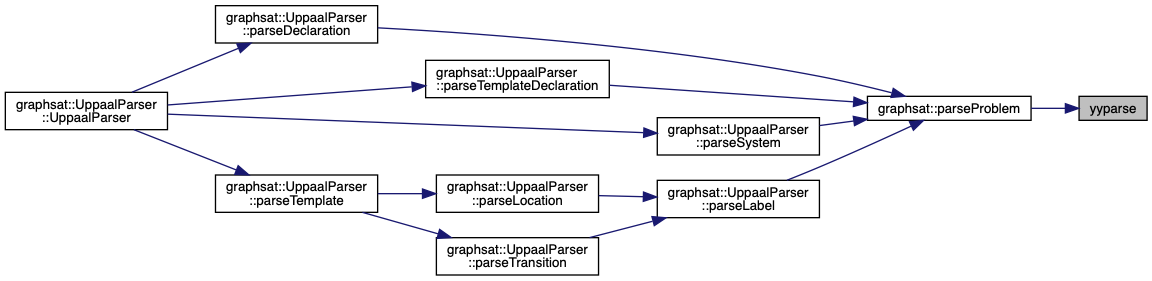 graphsat::UppaalParser
::parseDeclaration
graphsat::UppaalParser
::parseTemplateDeclaration
graphsat::UppaalParser
::UppaalParser
graphsat::parseProblem
yyparse
graphsat::UppaalParser
::parseSystem
graphsat::UppaalParser
::parseTemplate
graphsat::UppaalParser
::parseLocation
graphsat::UppaalParser
::parseLabel
graphsat::UppaalParser
::parseTransition